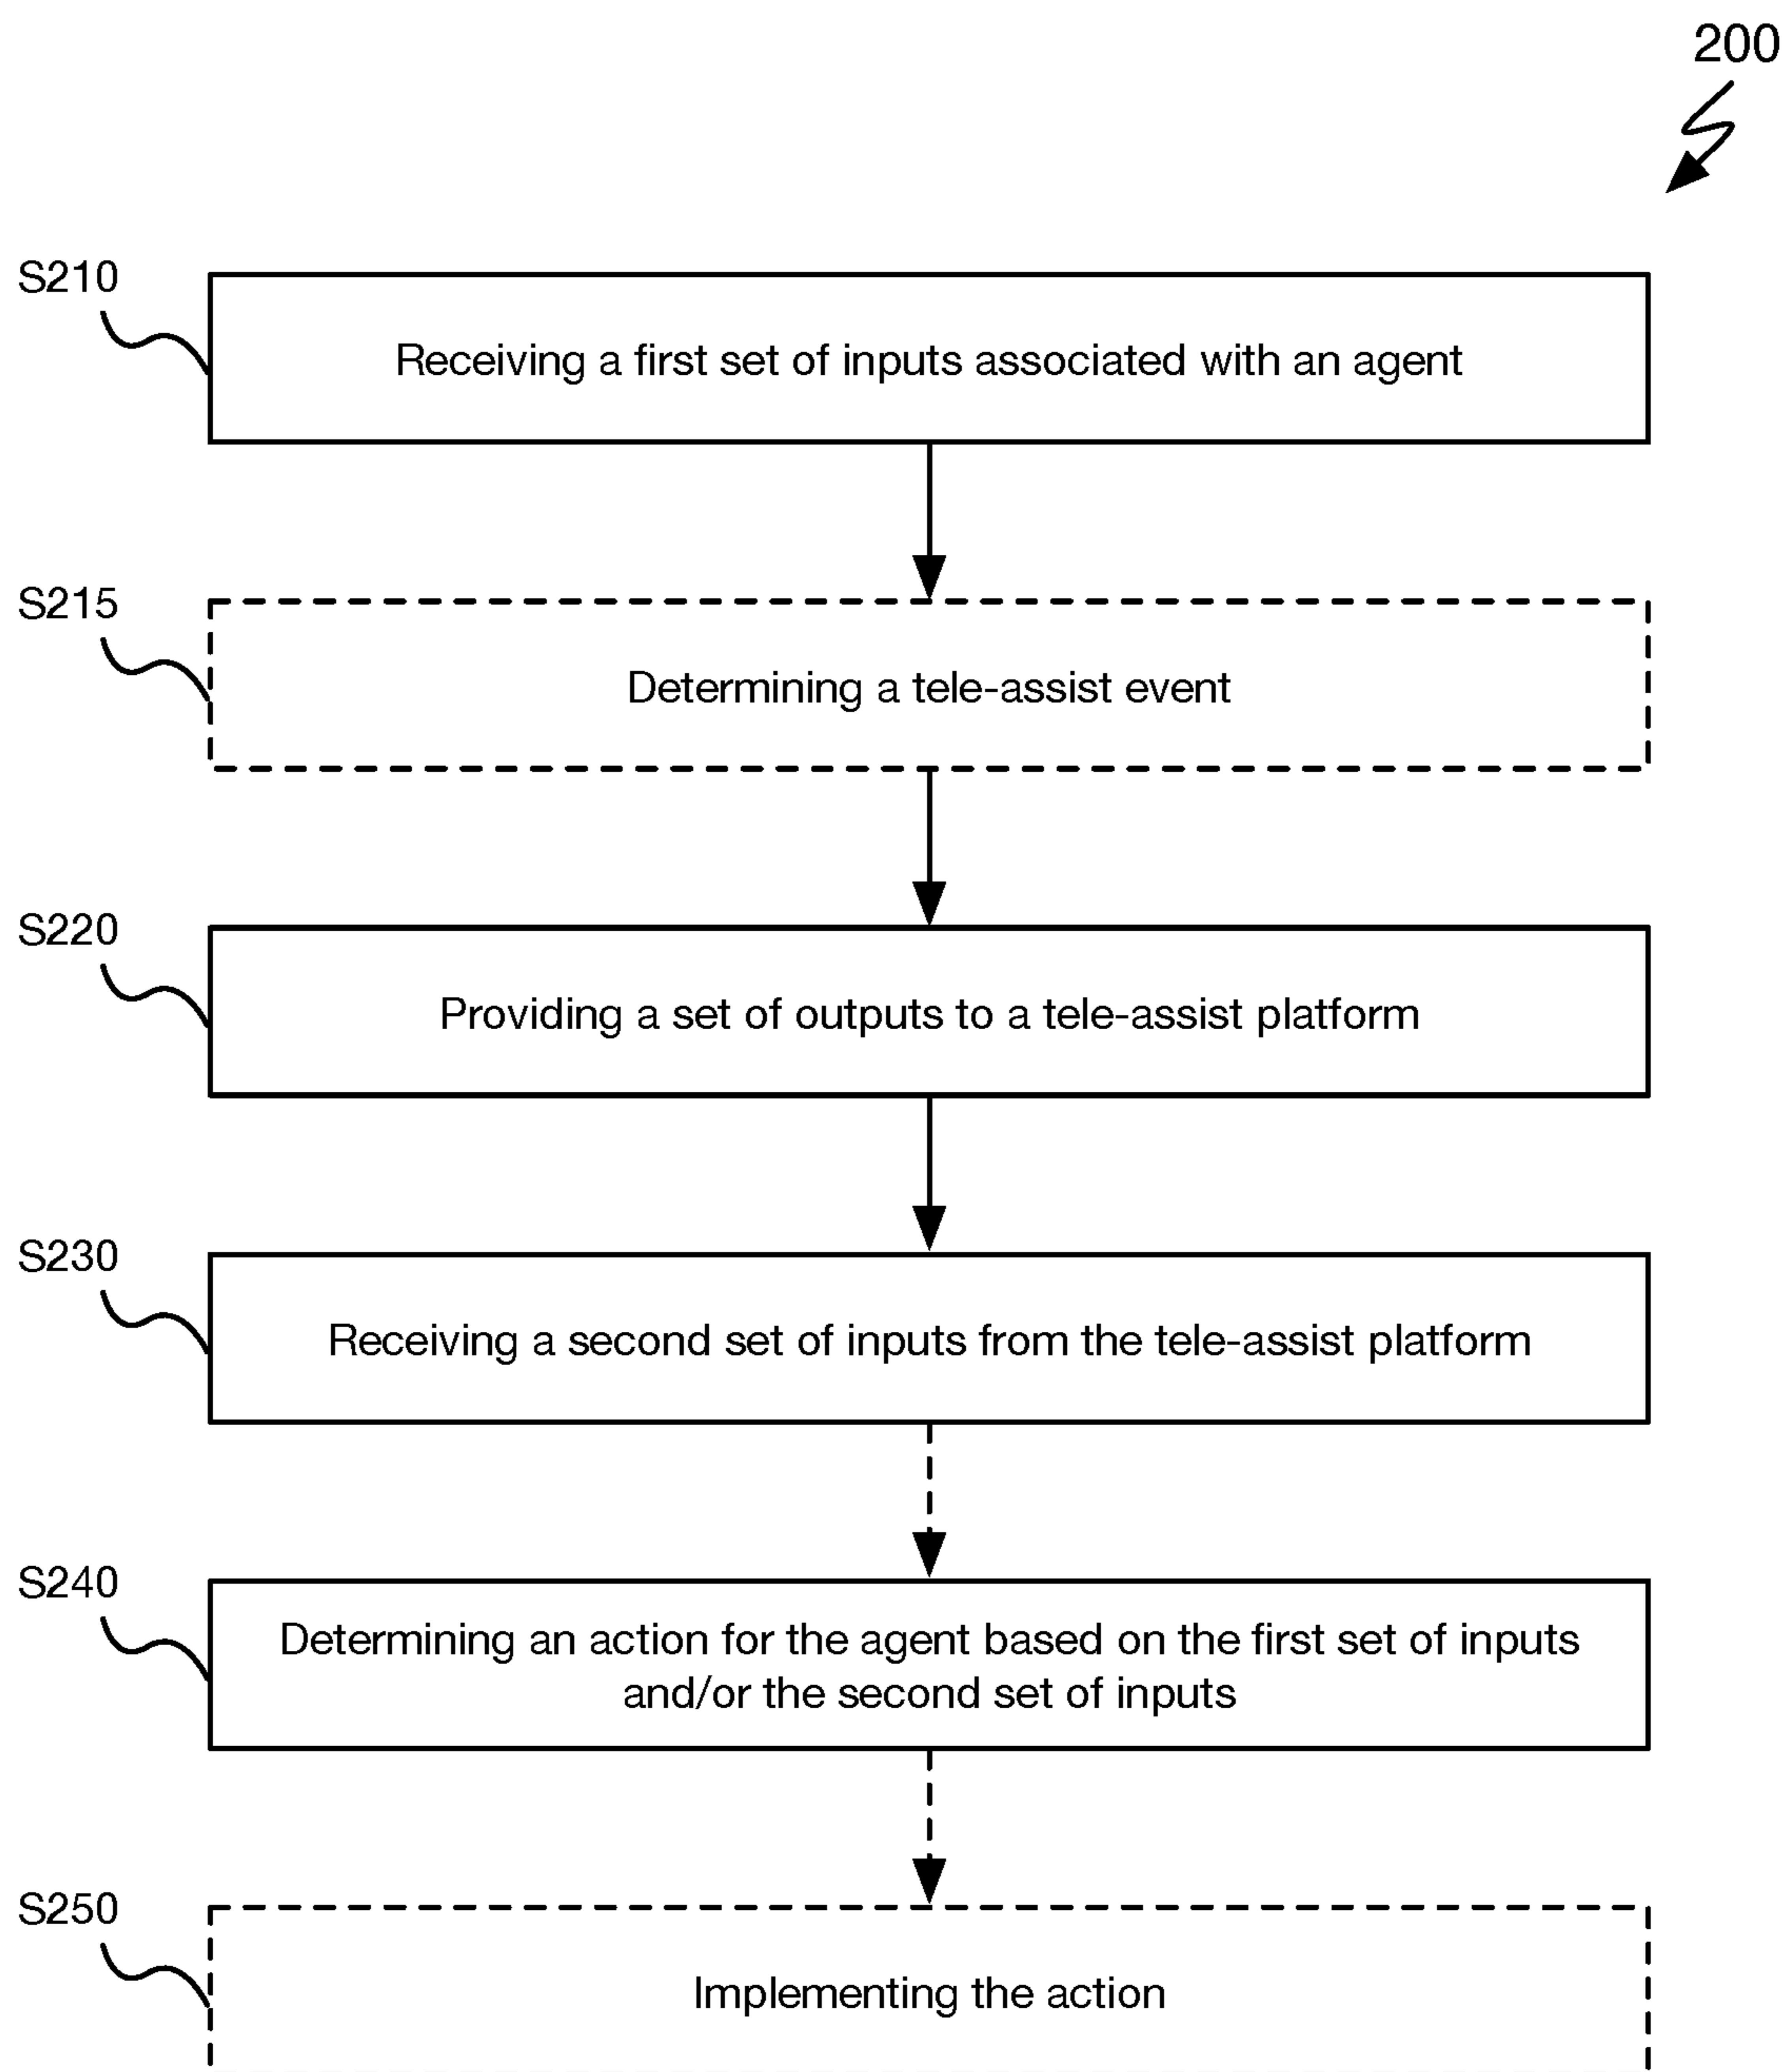 200
S210
Receiving a first set of inputs associated with an agent
S215
Determining a tele-assist event
S220
Providing a set of outputs to a tele-assist platform
S230
Receiving a second set of inputs from the tele-assist platform
S240
Determining an action for the agent based on the first set of inputs
and/or the second set of inputs
S250
Implementing the action